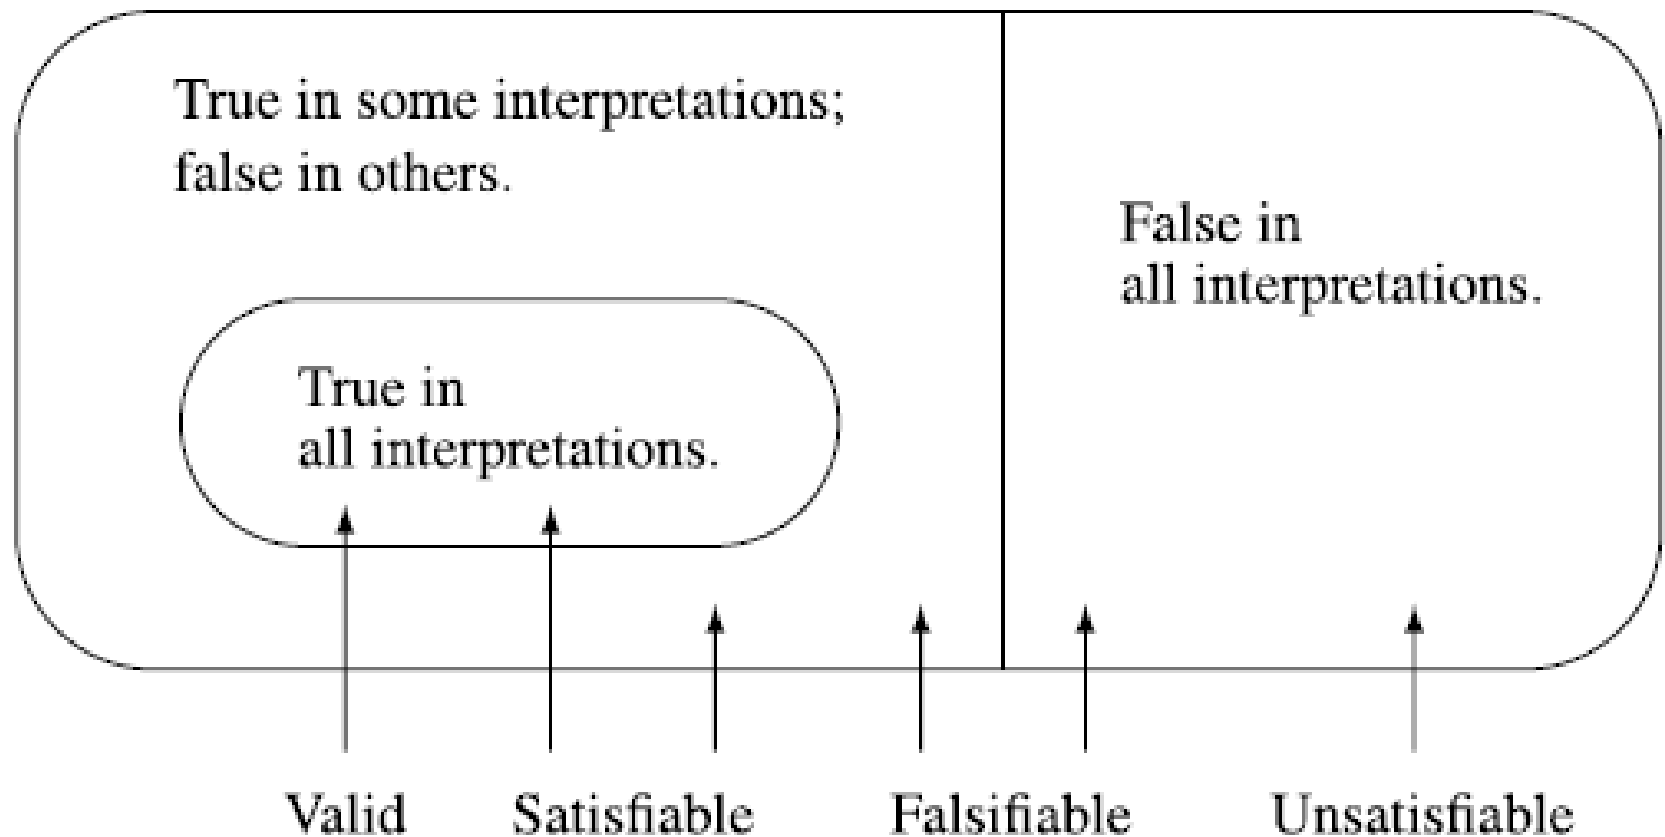 True in some interpretations;
false in others.
False in
all interpretations.
True in
all interpretations.
Valid Satisfiable Falsifiable Unsatisfiable